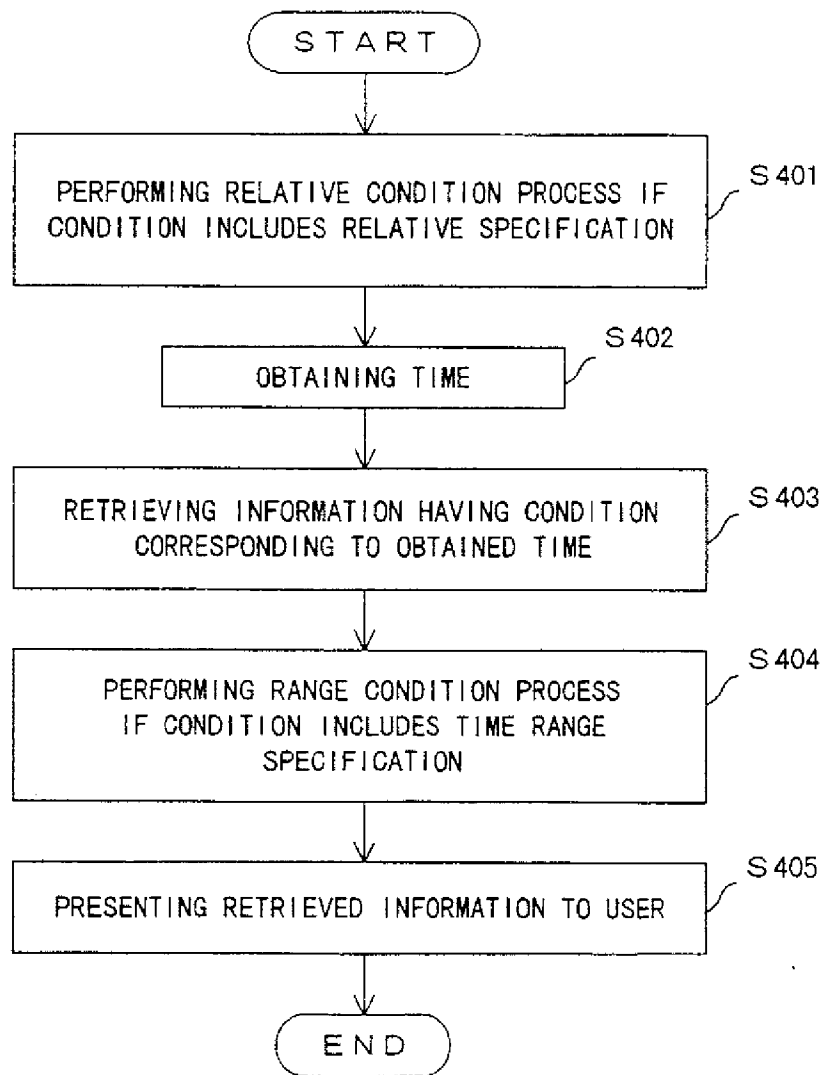 START
PERFORMING RELATIVE CONDITION PROCESS IF
CONDITION INCLUDES RELATIVE SPECIFICATION
S401
OBTAINING TIME
S402
RETRIEVING INFORMATION HAVING CONDITION
CORRESPONDING TO OBTAINED TIME
S403
PERFORMING RANGE CONDITION PROCESS
IF CONDITION INCLUDES TIME RANGE
SPECIFICATION
S404
PRESENTING RETRIEVED INFORMATION TO USER
S405
END